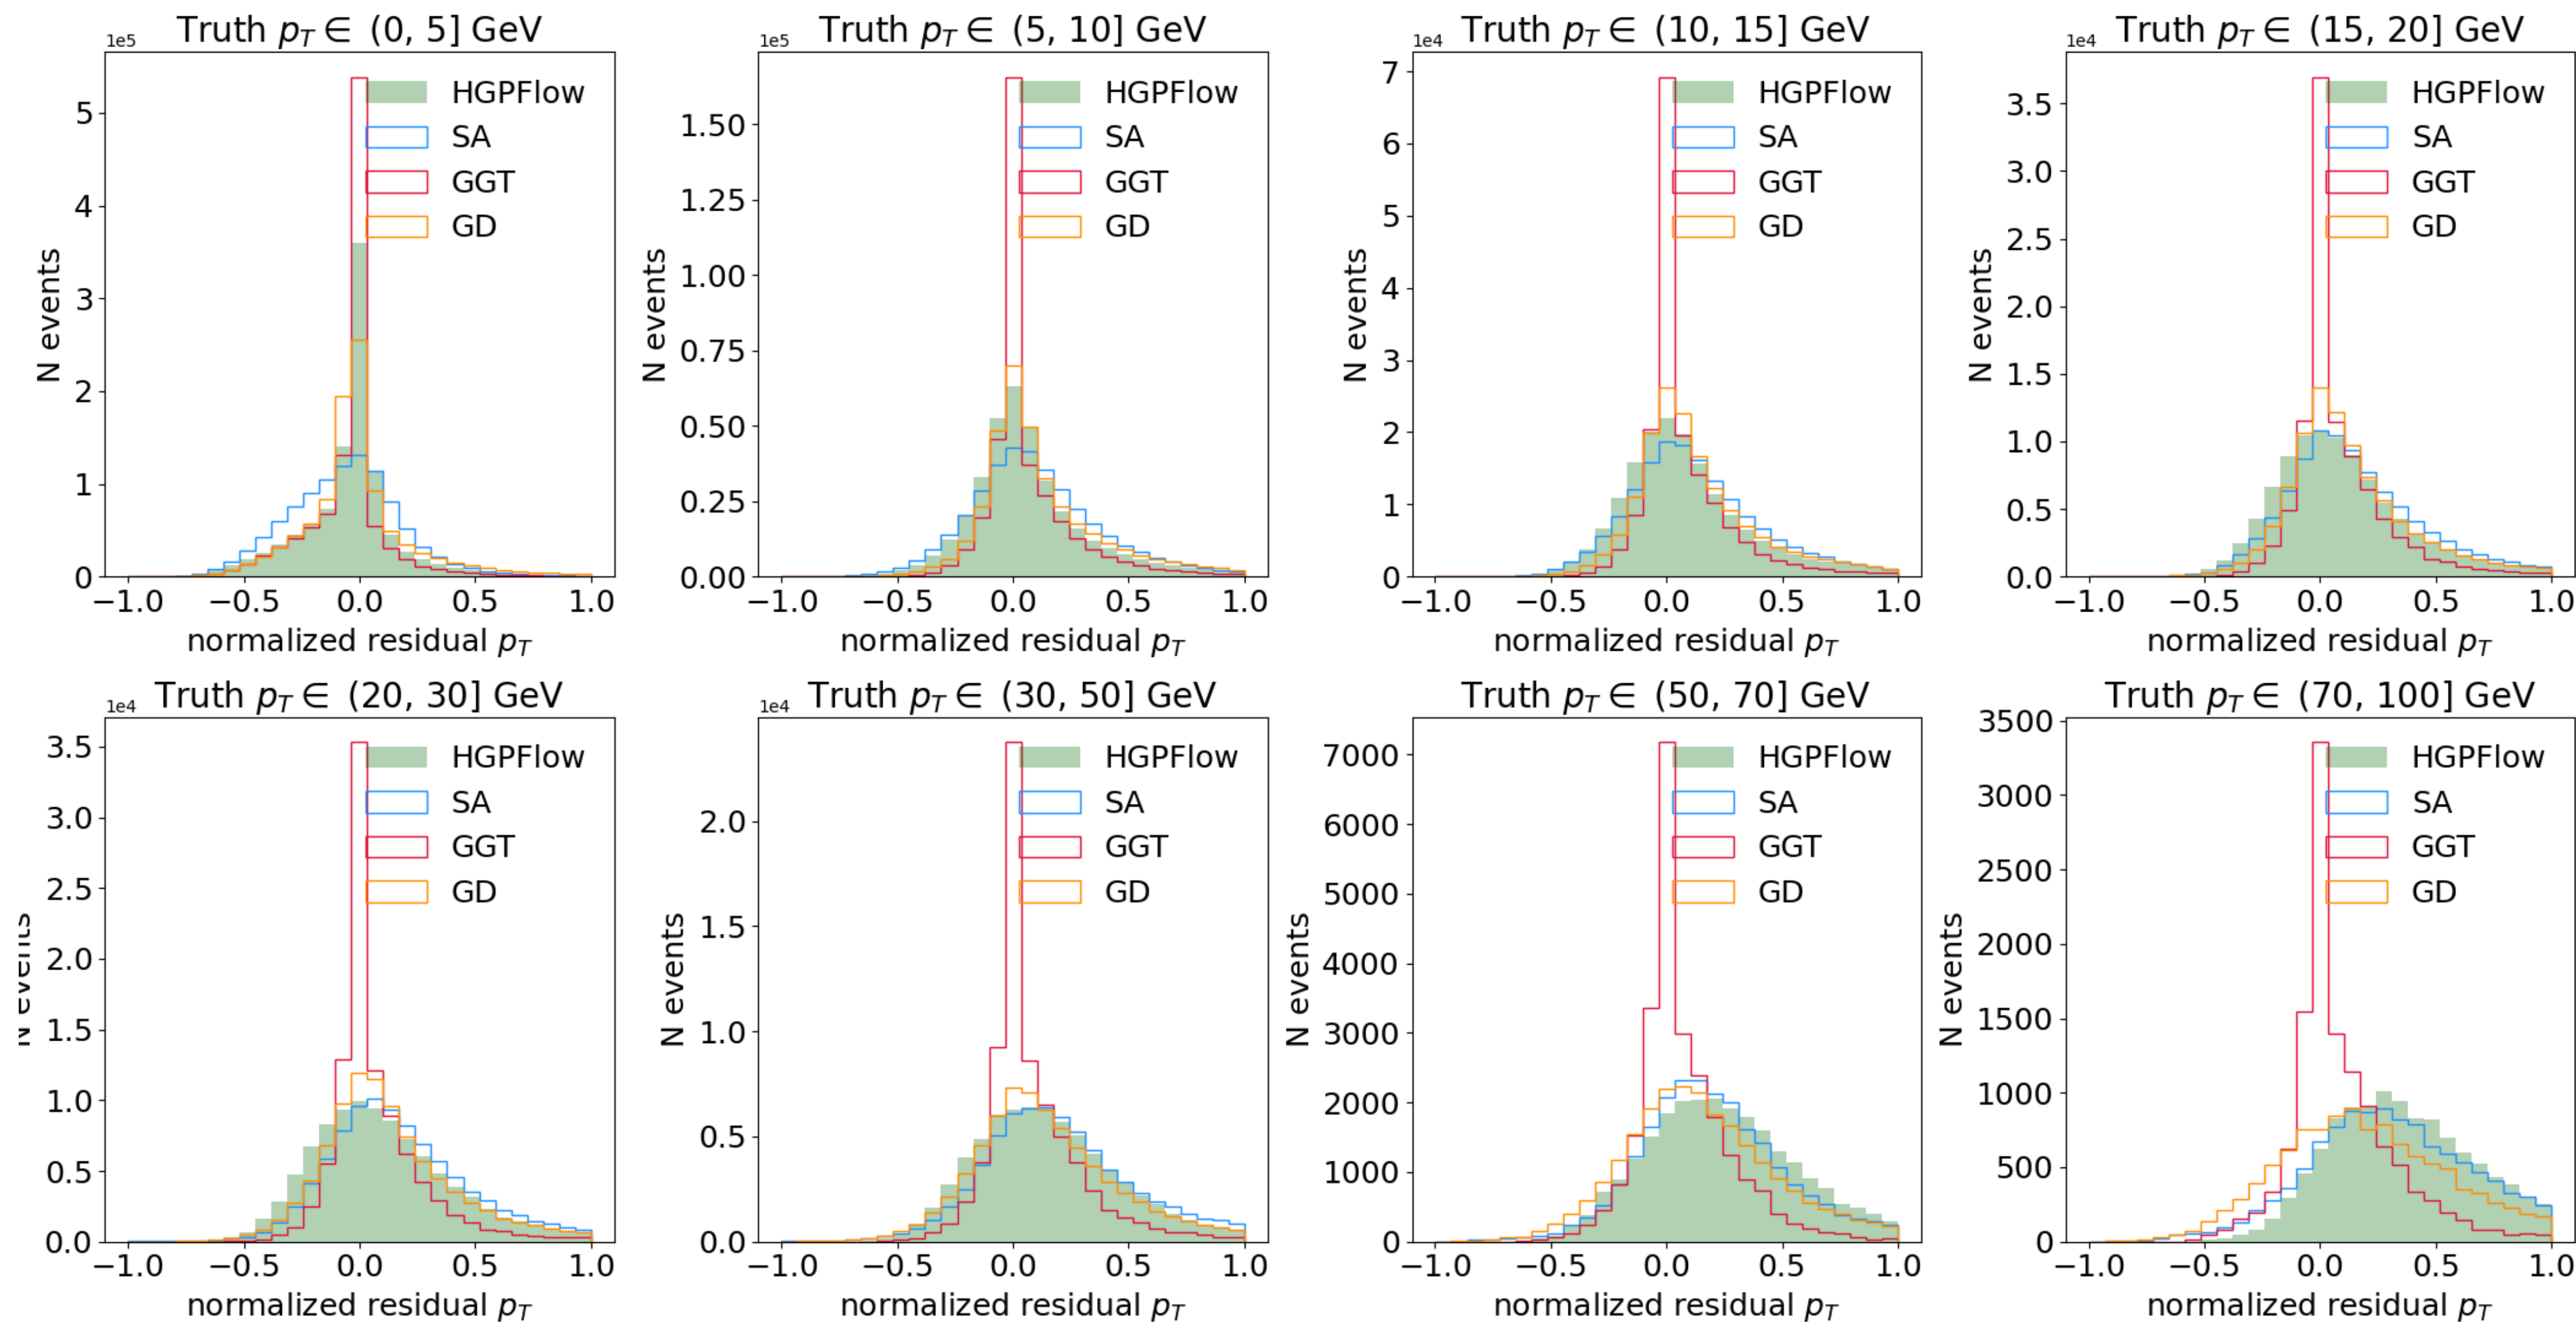 Truth p_T ∈ (0, 5] GeV
1e5
5
4
3
2
1
0
N events
HGPFlow
SA
GGT
GD
−1.0 −0.5 0.0 0.5 1.0
normalized residual p_T
Truth p_T ∈ (5, 10] GeV
1e5
1.50
1.25
1.00
0.75
0.50
0.25
0.00
N events
HGPFlow
SA
GGT
GD
−1.0 −0.5 0.0 0.5 1.0
normalized residual p_T
Truth p_T ∈ (10, 15] GeV
1e4
7
6
5
4
3
2
1
0
N events
HGPFlow
SA
GGT
GD
−1.0 −0.5 0.0 0.5 1.0
normalized residual p_T
Truth p_T ∈ (15, 20] GeV
1e4
3.5
3.0
2.5
2.0
1.5
1.0
0.5
0.0
N events
HGPFlow
SA
GGT
GD
−1.0 −0.5 0.0 0.5 1.0
normalized residual p_T
Truth p_T ∈ (20, 30] GeV
1e4
3.5
3.0
2.5
2.0
1.5
1.0
0.5
0.0
N events
HGPFlow
SA
GGT
GD
−1.0 −0.5 0.0 0.5 1.0
normalized residual p_T
Truth p_T ∈ (30, 50] GeV
1e4
2.0
1.5
1.0
0.5
0.0
N events
HGPFlow
SA
GGT
GD
−1.0 −0.5 0.0 0.5 1.0
normalized residual p_T
Truth p_T ∈ (50, 70] GeV
7000
6000
5000
4000
3000
2000
1000
0
N events
HGPFlow
SA
GGT
GD
−1.0 −0.5 0.0 0.5 1.0
normalized residual p_T
Truth p_T ∈ (70, 100] GeV
3500
3000
2500
2000
1500
1000
500
0
N events
HGPFlow
SA
GGT
GD
−1.0 −0.5 0.0 0.5 1.0
normalized residual p_T